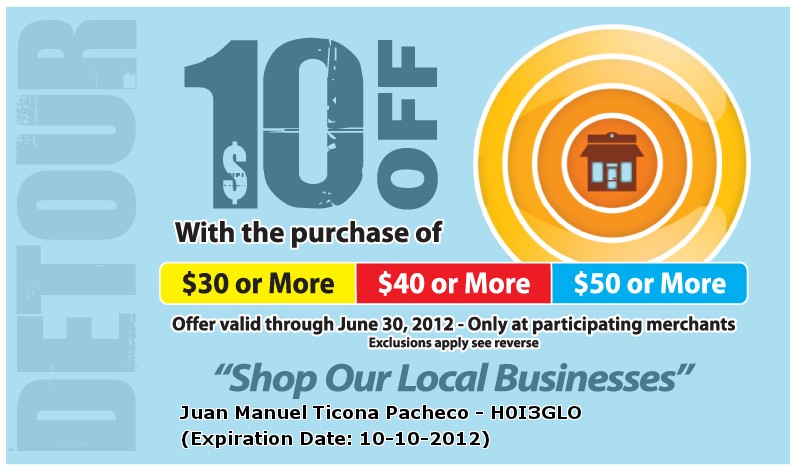 DETOUR
$10 OFF
With the purchase of
$30 or More $40 or More $50 or More
Offer valid through June 30, 2012 - Only at participating merchants
Exclusions apply see reverse
“Shop Our Local Businesses”
Juan Manuel Ticona Pacheco - H0I3GLO
(Expiration Date: 10-10-2012)